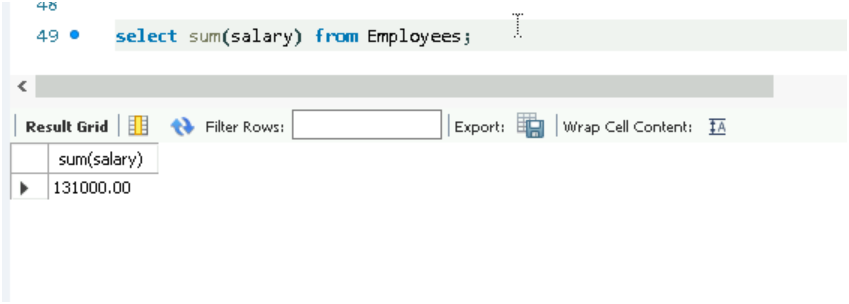 48
49 select sum(salary) from Employees;
Result Grid Filter Rows: Export: Wrap Cell Content:
sum(salary)
131000.00